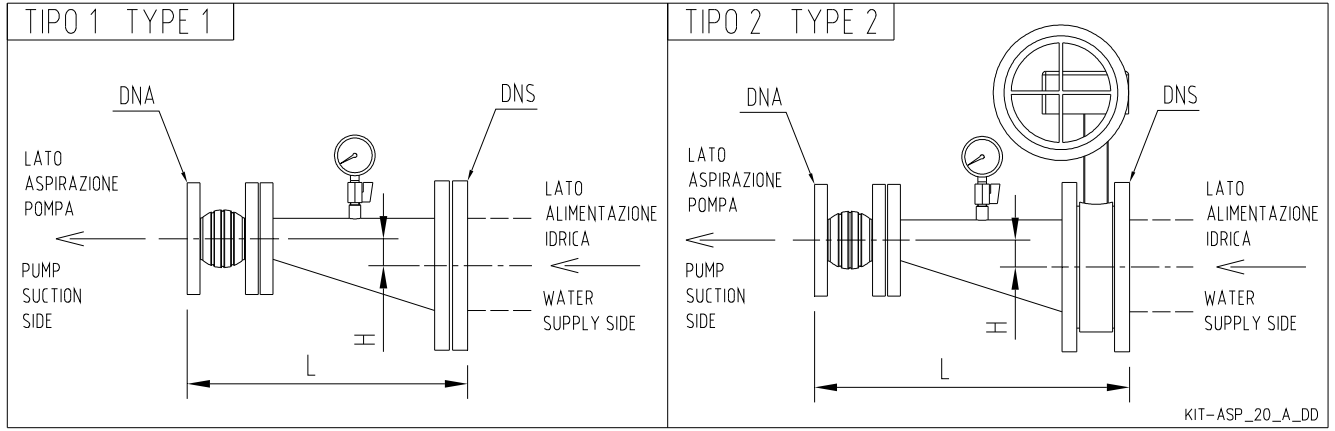 TIPO 1 TYPE 1
DNA
DNS
LATO
ASPIRAZIONE
POMPA
PUMP
SUCTION
SIDE
LATO
ALIMENTAZIONE
IDRICA
WATER
SUPPLY SIDE
H
L
TIPO 2 TYPE 2
DNA
DNS
LATO
ASPIRAZIONE
POMPA
PUMP
SUCTION
SIDE
LATO
ALIMENTAZIONE
IDRICA
WATER
SUPPLY SIDE
H
L
KIT-ASP_20_A_DD